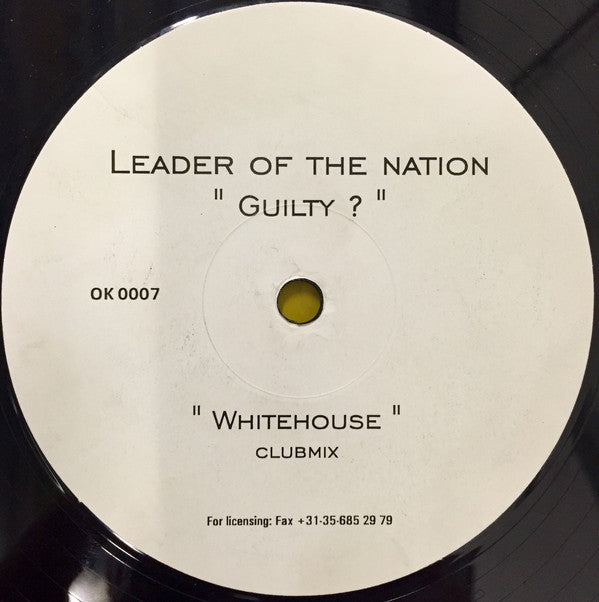 Leader of the nation
" Guilty ? "
OK 0007
" Whitehouse "
clubmix
For licensing: Fax +31-35-685 29 79